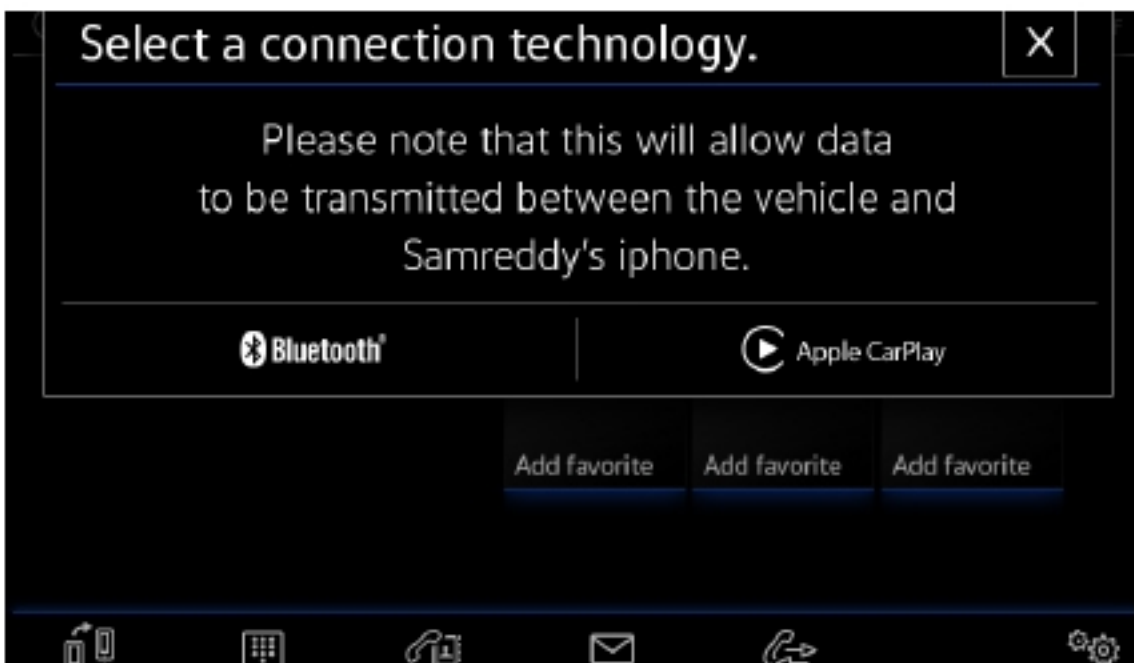 Select a connection technology.
X
Please note that this will allow data
to be transmitted between the vehicle and
Samreddy's iphone.
Bluetooth®
Apple CarPlay
Add favorite
Add favorite
Add favorite